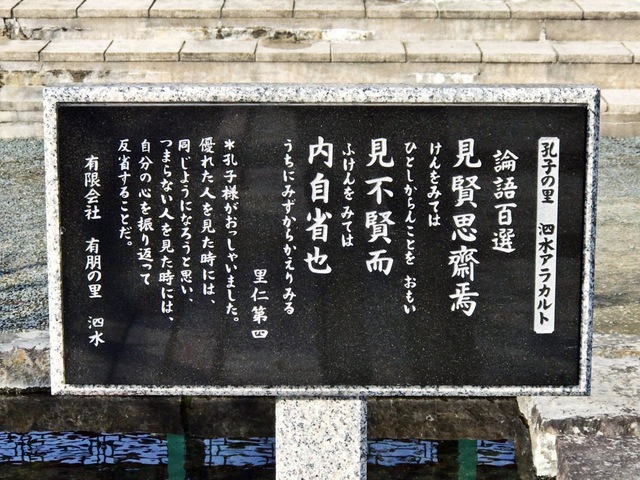 孔子の里　泗水アラカルト
論語百選
見賢思齋焉
けんをみては
ひとしからんことを　おもい
見不賢而
ふけんを　みては
内自省也
うちにみずからかえりみる
里仁第四
＊孔子様がおっしゃいました。
優れた人を見た時には、
同じようになろうと思い、
つまらない人を見た時には、
自分の心を振り返って
反省することだ。
有限会社　有朋の里　泗水